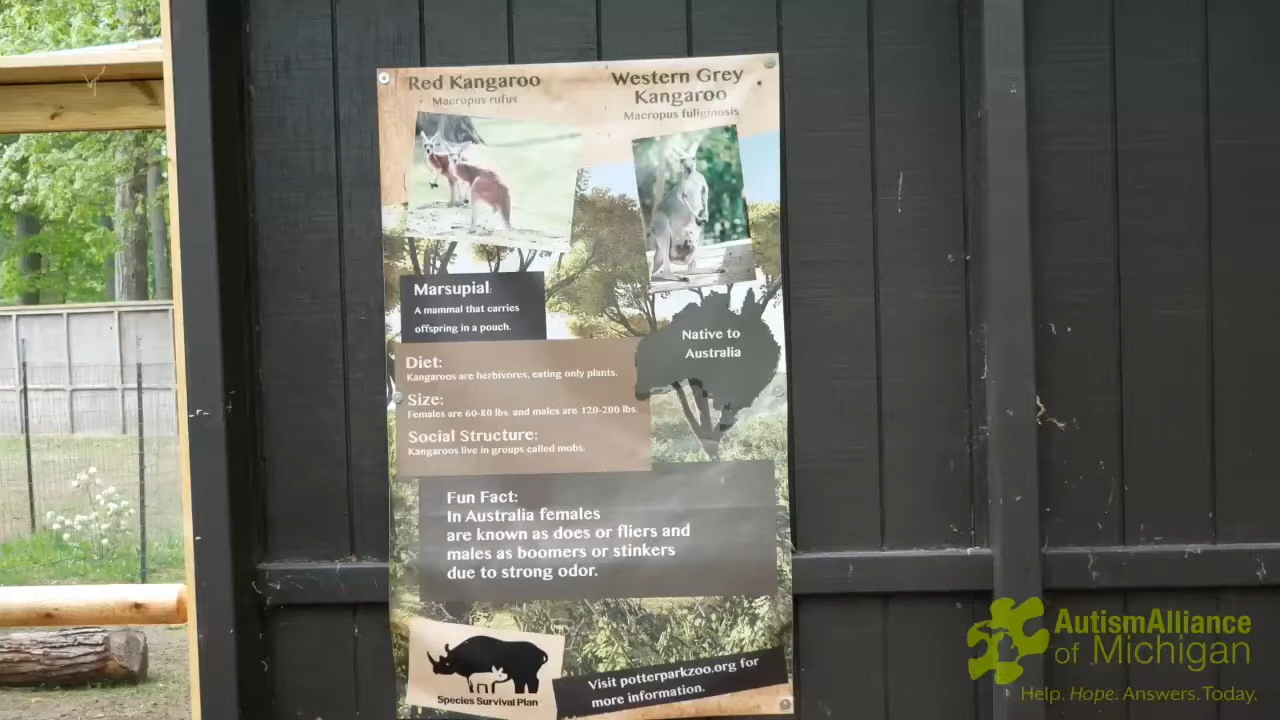 Red Kangaroo
Macropus rufus
Western Grey
Kangaroo
Macropus fuliginosis
Marsupial:
A mammal that carries
offspring in a pouch.
Native to
Australia
Diet:
Kangaroos are herbivores, eating only plants.
Size:
Females are 60-80 lbs. and males are 120-200 lbs.
Social Structure:
Kangaroos live in groups called mobs.
Fun Fact:
In Australia females
are known as does or fliers and
males as boomers or stinkers
due to strong odor.
Species Survival Plan
Visit potterparkzoo.org for
more information.
AutismAlliance
of Michigan
Help. Hope. Answers. Today.